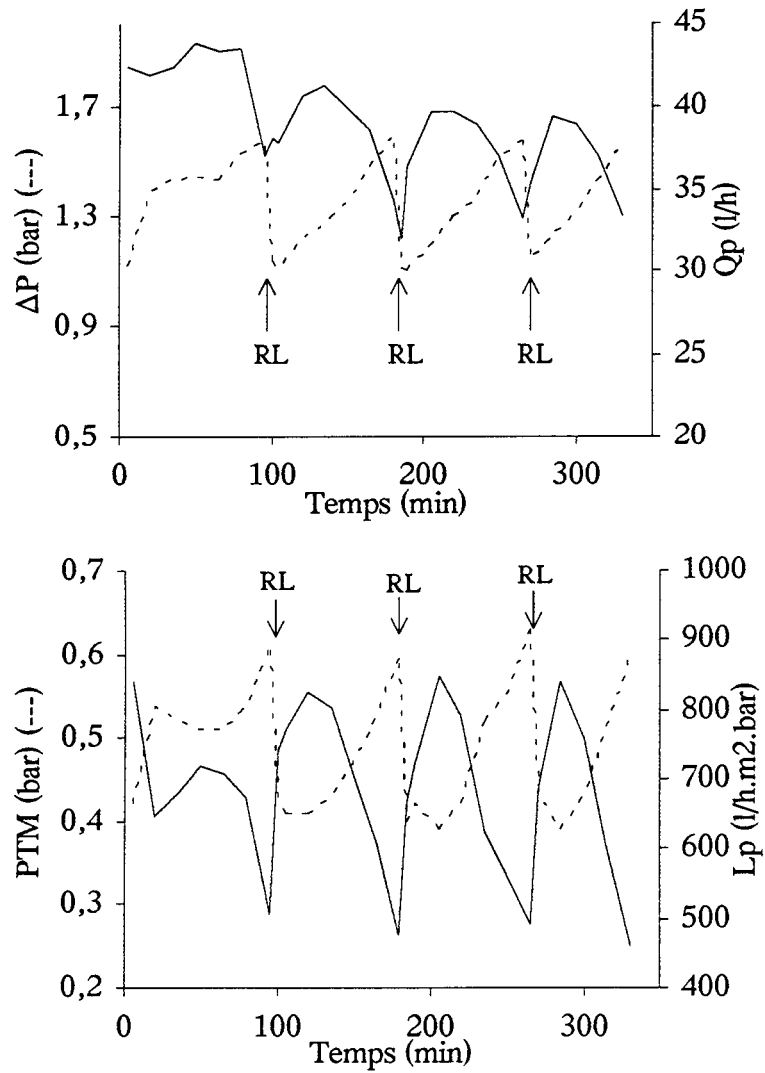 45
1,7
40
ΔP (bar) (---)
1,3
35
Qp (l/h)
30
0,9
RL RL RL
25
0,5
20
0 100 200 300
Temps (min)
0,7
1000
RL RL RL
0,6
900
800
PTM (bar) (---)
0,5
700
Lp (l/h.m2.bar)
0,4
600
0,3
500
0,2
400
0 100 200 300
Temps (min)